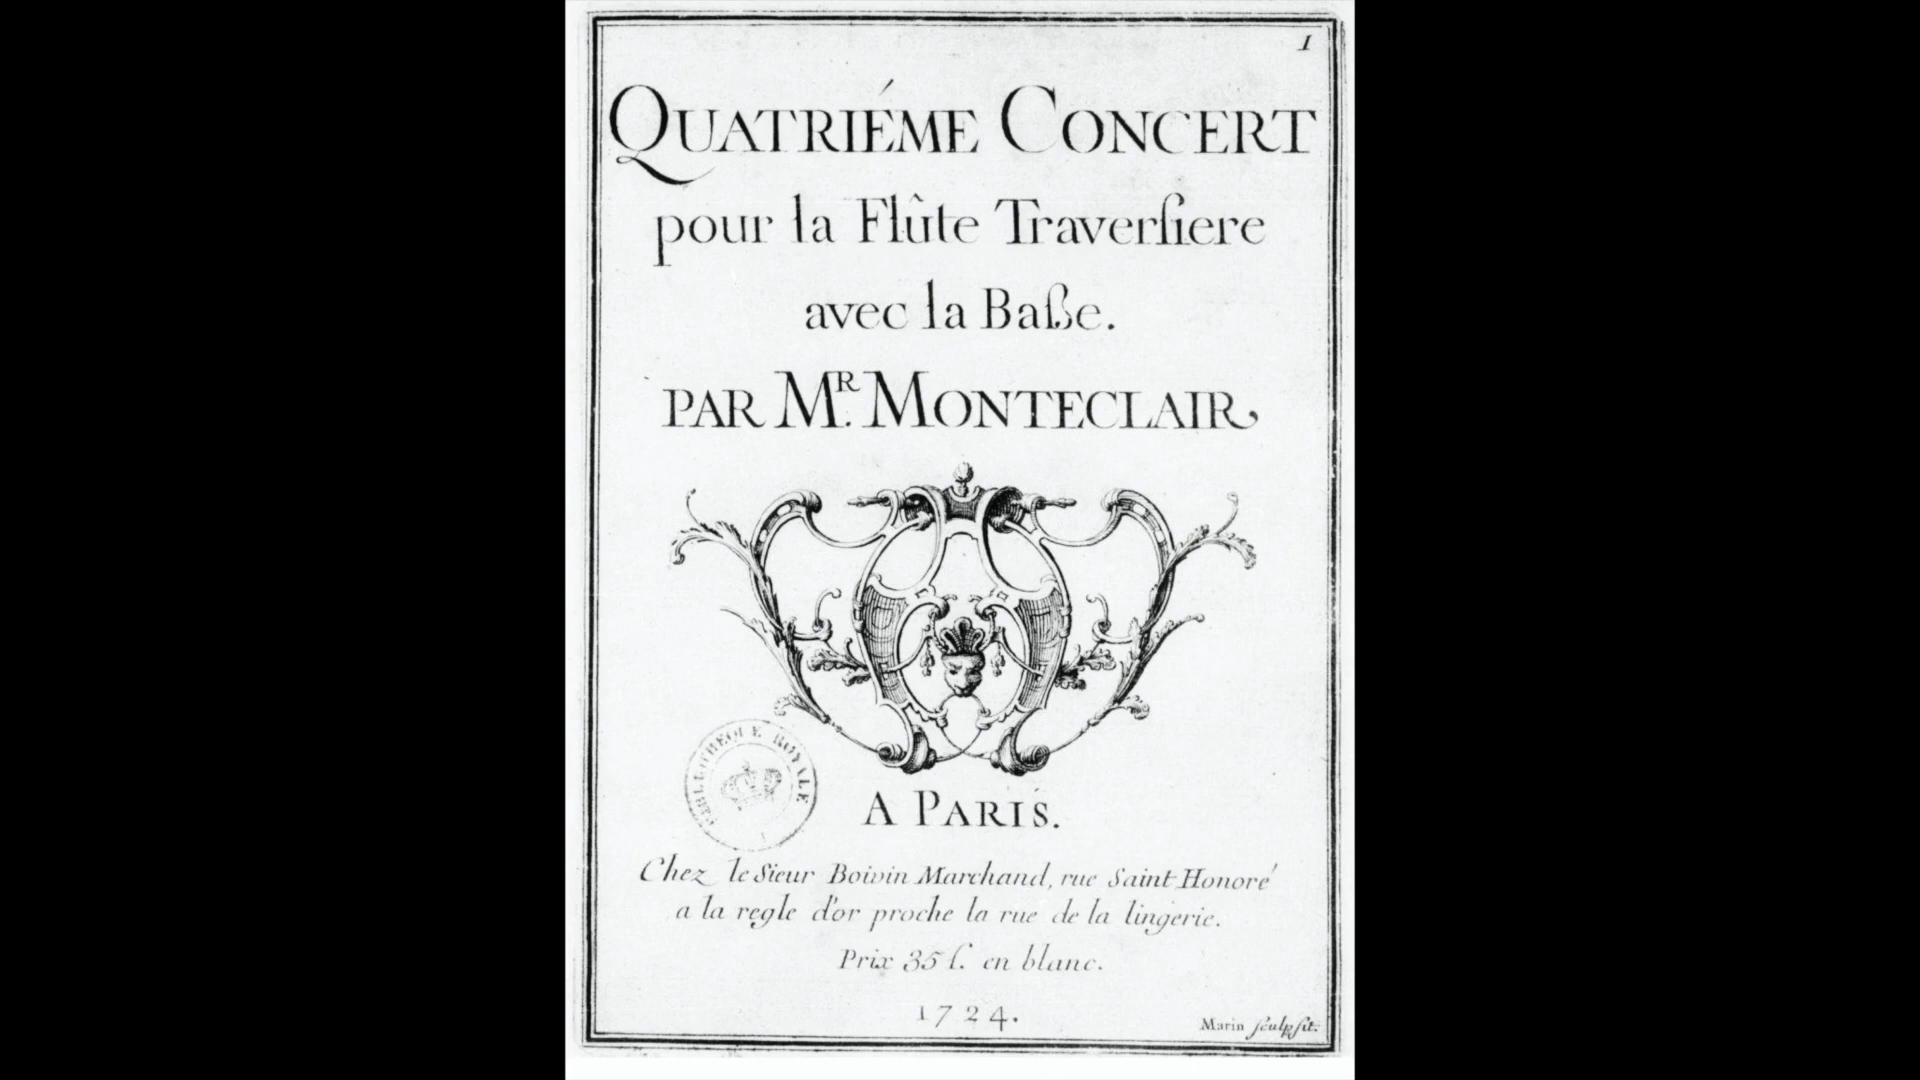 1
QUATRIÉME CONCERT
pour la Flûte Traverſiere
avec la Baße.
PAR MR. MONTECLAIR,
BIBLIOTHEQUE ROYALE
A PARIS.
Chez le Sieur Boivin Marchand, rue Saint Honoré
a la regle d'or proche la rue de la lingerie.
Prix 35 ſ. en blanc.
1724.
Marin ſculpſit.